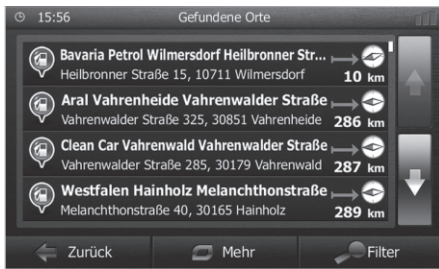 15:56 Gefundene Orte
Bavaria Petrol Wilmersdorf Heilbronner Str...
Heilbronner Straße 15, 10711 Wilmersdorf 10 km
Aral Vahrenheide Vahrenwalder Straße
Vahrenwalder Straße 325, 30851 Vahrenheide 286 km
Clean Car Vahrenwald Vahrenwalder Straße
Vahrenwalder Straße 285, 30179 Vahrenwald 287 km
Westfalen Hainholz Melanchthonstraße
Melanchthonstraße 40, 30165 Hainholz 289 km
Zurück Mehr Filter